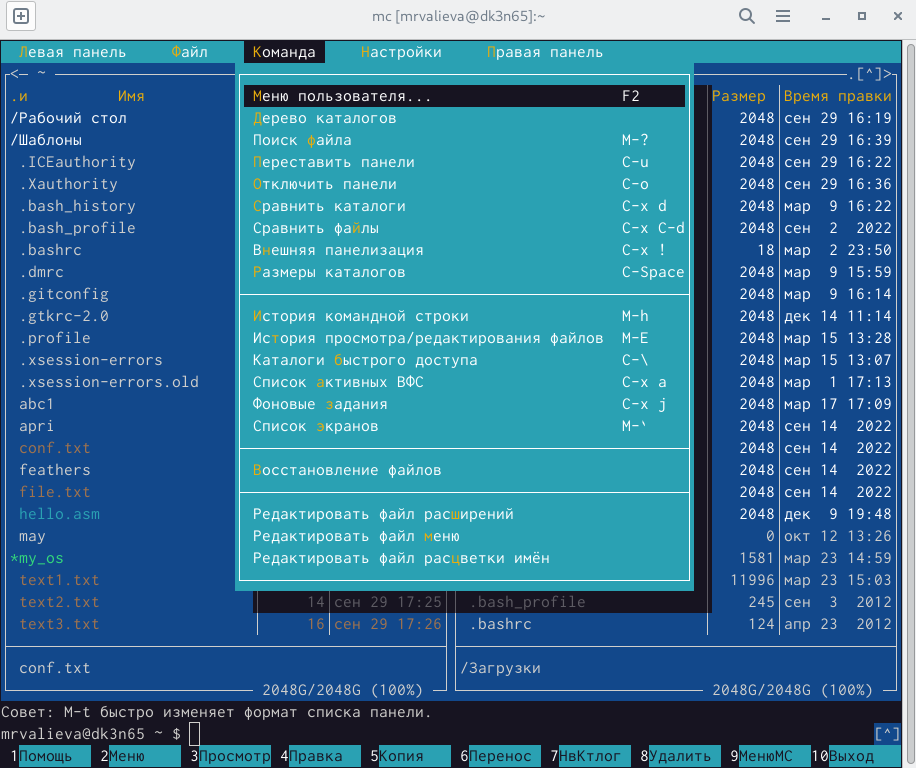 mc [mrvalieva@dk3n65]:~
Левая панель Файл Команда Настройки Правая панель
<─ ~ .[^]>
.и Имя Размер Время правки
Меню пользователя... F2
/Рабочий стол Дерево каталогов 2048 сен 29 16:19
/Шаблоны Поиск файла M-? 2048 сен 29 16:39
.ICEauthority Переставить панели C-u 2048 сен 29 16:22
.Xauthority Отключить панели C-o 2048 сен 29 16:36
.bash_history Сравнить каталоги C-x d 2048 мар 9 16:22
.bash_profile Сравнить файлы C-x C-d 2048 сен 2 2022
.bashrc Внешняя панелизация C-x ! 18 мар 2 23:50
.dmrc Размеры каталогов C-Space 2048 мар 9 15:59
.gitconfig 2048 мар 9 16:14
.gtkrc-2.0 История командной строки M-h 2048 дек 14 11:14
.profile История просмотра/редактирования файлов M-E 2048 мар 15 13:28
.xsession-errors Каталоги быстрого доступа C-\ 2048 мар 15 13:07
.xsession-errors.old Список активных ВФС C-x a 2048 мар 1 17:13
abc1 Фоновые задания C-x j 2048 мар 17 17:09
apri Список экранов M-` 2048 сен 14 2022
conf.txt 2048 сен 14 2022
feathers Восстановление файлов 2048 сен 14 2022
file.txt 2048 сен 14 2022
hello.asm Редактировать файл расширений 2048 дек 9 19:48
may Редактировать файл меню 0 окт 12 13:26
*my_os Редактировать файл расцветки имён 1581 мар 23 14:59
text1.txt 11996 мар 23 15:03
text2.txt 14 сен 29 17:25 .bash_profile 245 сен 3 2012
text3.txt 16 сен 29 17:26 .bashrc 124 апр 23 2012
conf.txt /Загрузки
2048G/2048G (100%) 2048G/2048G (100%)
Совет: M-t быстро изменяет формат списка панели.
mrvalieva@dk3n65 ~ $ [^]
1Помощь 2Меню 3Просмотр 4Правка 5Копия 6Перенос 7НвКтлог 8Удалить 9МенюMC 10Выход